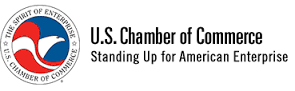 THE SPIRIT OF ENTERPRISE
U.S. CHAMBER OF COMMERCE
U.S. Chamber of Commerce
Standing Up for American Enterprise